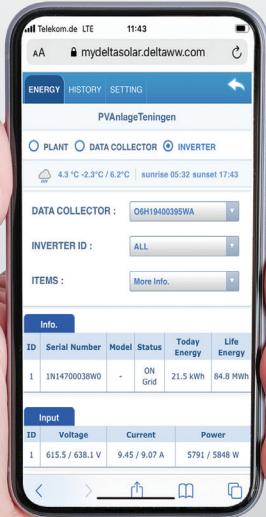 Telekom.de LTE 11:43
AA mydeltasolar.deltaww.com
ENERGY HISTORY SETTING
PVAnlageTeningen
PLANT DATA COLLECTOR INVERTER
4.3 °C -2.3°C / 6.2°C sunrise 05:32 sunset 17:43
DATA COLLECTOR : O6H19400395WA
INVERTER ID : ALL
ITEMS : More Info.
Info.
ID Serial Number Model Status Today Energy Life Energy
1 1N14700038W0 - ON Grid 21.5 kWh 84.8 MWh
Input
ID Voltage Current Power
1 615.5 / 638.1 V 9.45 / 9.07 A 5791 / 5848 W